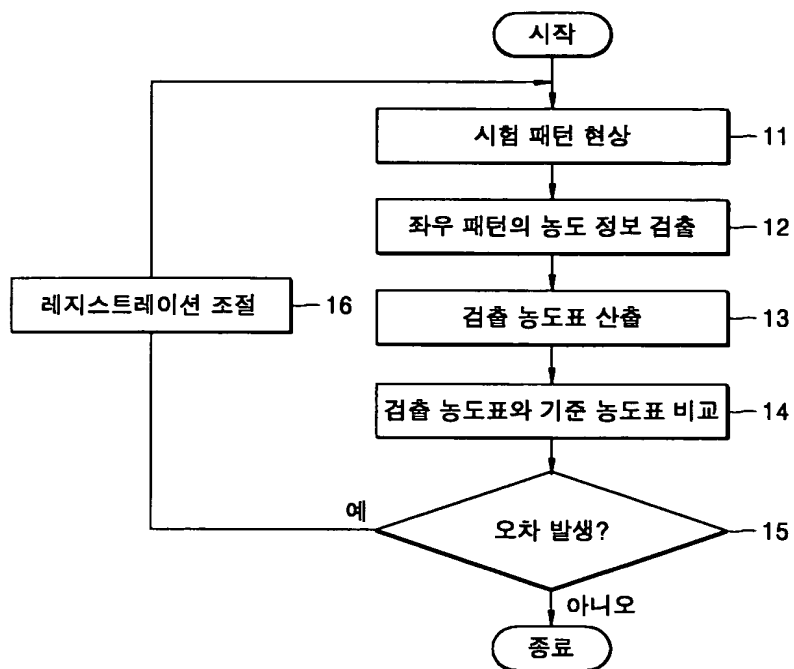 시작
시험 패턴 현상
11
좌우 패턴의 농도 정보 검출
12
레지스트레이션 조절
16
검출 농도표 산출
13
검출 농도표와 기준 농도표 비교
14
예
오차 발생?
15
아니오
종료